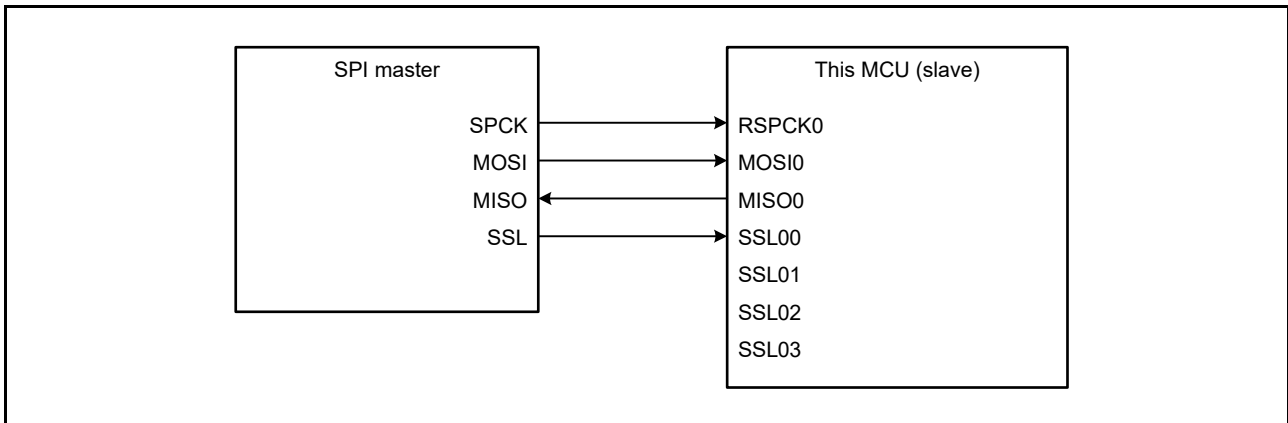 SPI master
SPCK
MOSI
MISO
SSL
This MCU (slave)
RSPCK0
MOSI0
MISO0
SSL00
SSL01
SSL02
SSL03